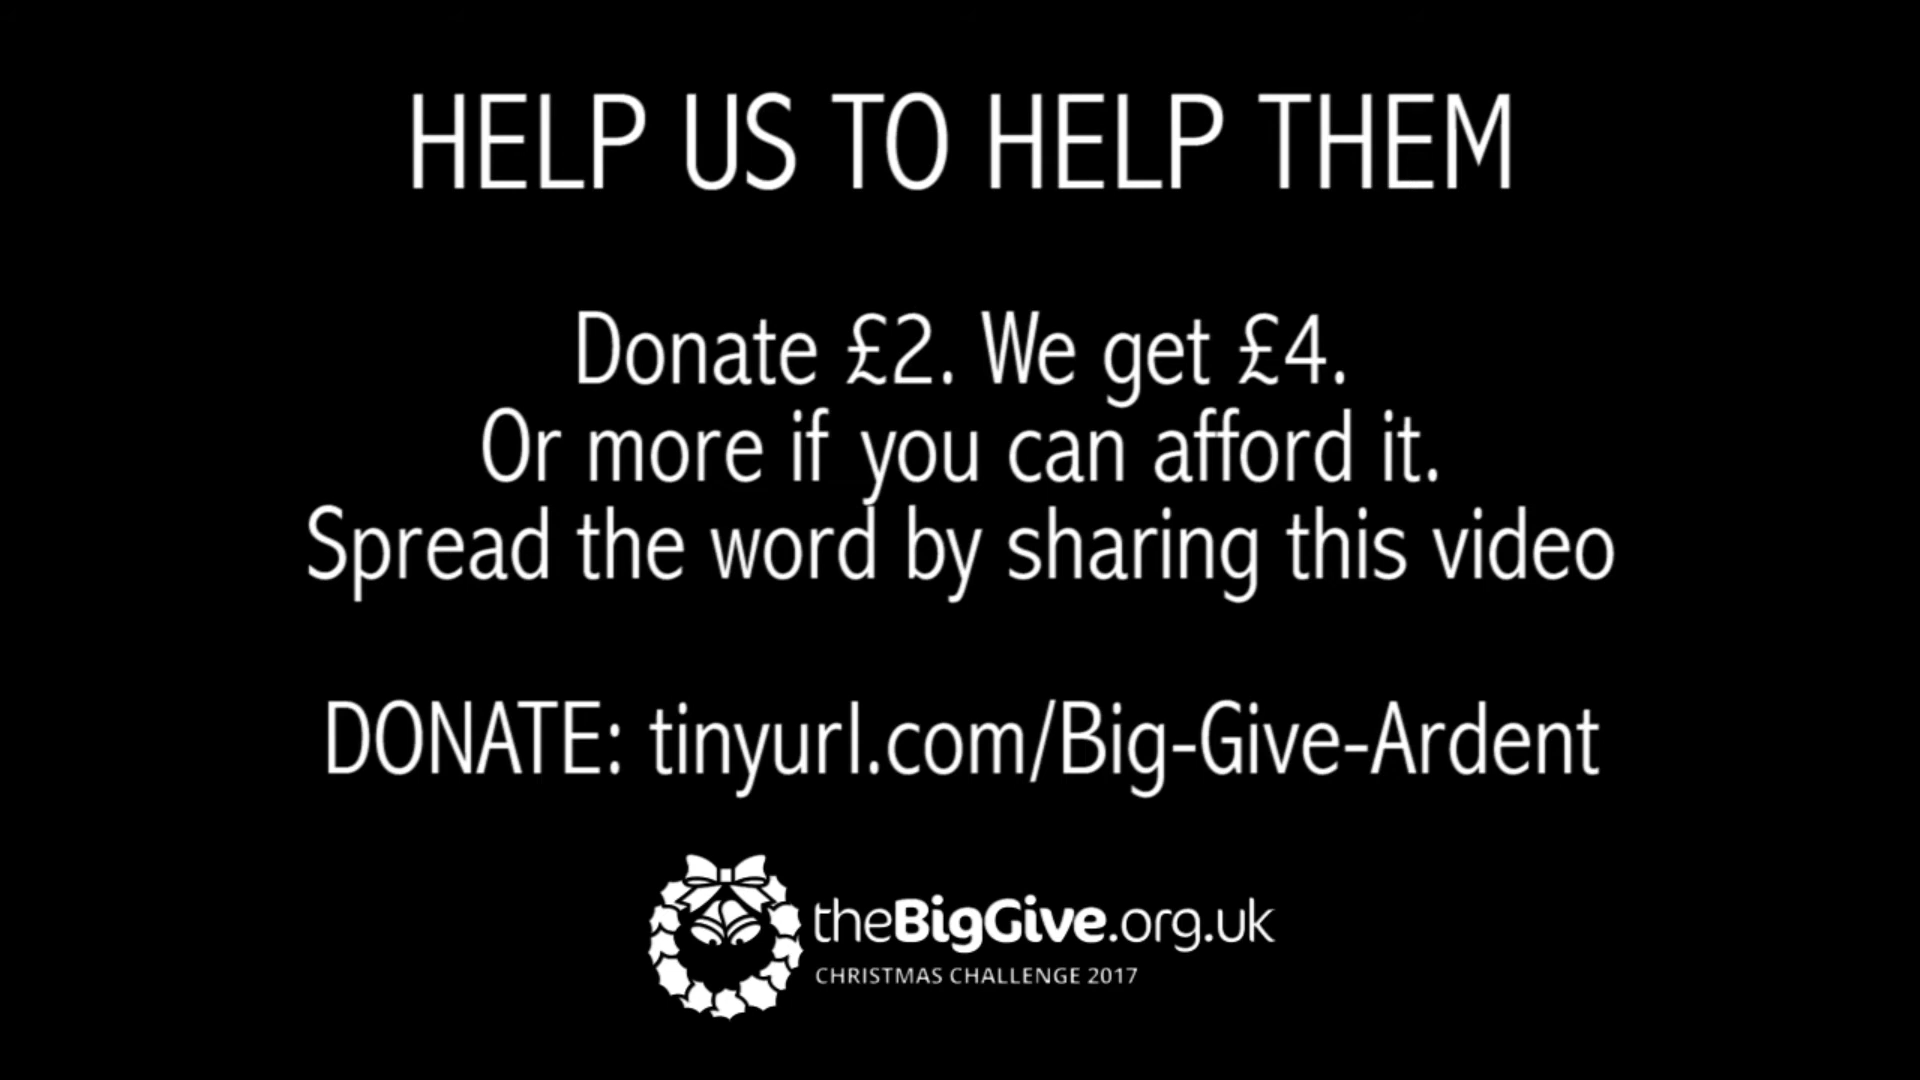 HELP US TO HELP THEM
Donate £2. We get £4.
Or more if you can afford it.
Spread the word by sharing this video
DONATE: tinyurl.com/Big-Give-Ardent
theBigGive.org.uk
CHRISTMAS CHALLENGE 2017